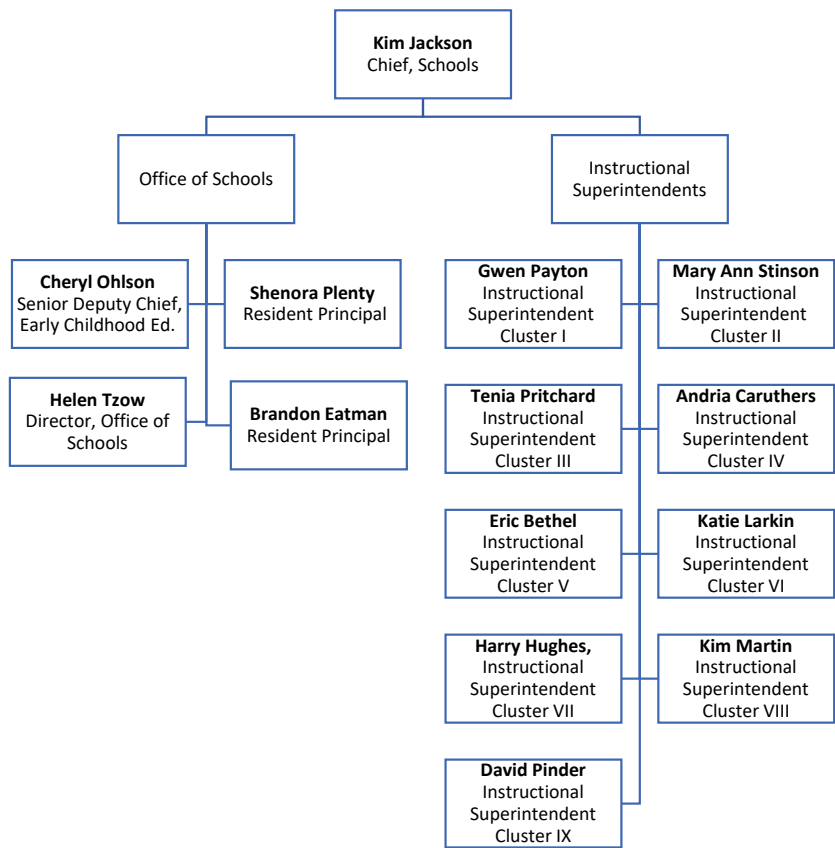 Kim Jackson
Chief, Schools
Office of Schools
Instructional
Superintendents
Cheryl Ohlson
Senior Deputy Chief,
Early Childhood Ed.
Shenora Plenty
Resident Principal
Helen Tzow
Director, Office of
Schools
Brandon Eatman
Resident Principal
Gwen Payton
Instructional
Superintendent
Cluster I
Mary Ann Stinson
Instructional
Superintendent
Cluster II
Tenia Pritchard
Instructional
Superintendent
Cluster III
Andria Caruthers
Instructional
Superintendent
Cluster IV
Eric Bethel
Instructional
Superintendent
Cluster V
Katie Larkin
Instructional
Superintendent
Cluster VI
Harry Hughes,
Instructional
Superintendent
Cluster VII
Kim Martin
Instructional
Superintendent
Cluster VIII
David Pinder
Instructional
Superintendent
Cluster IX